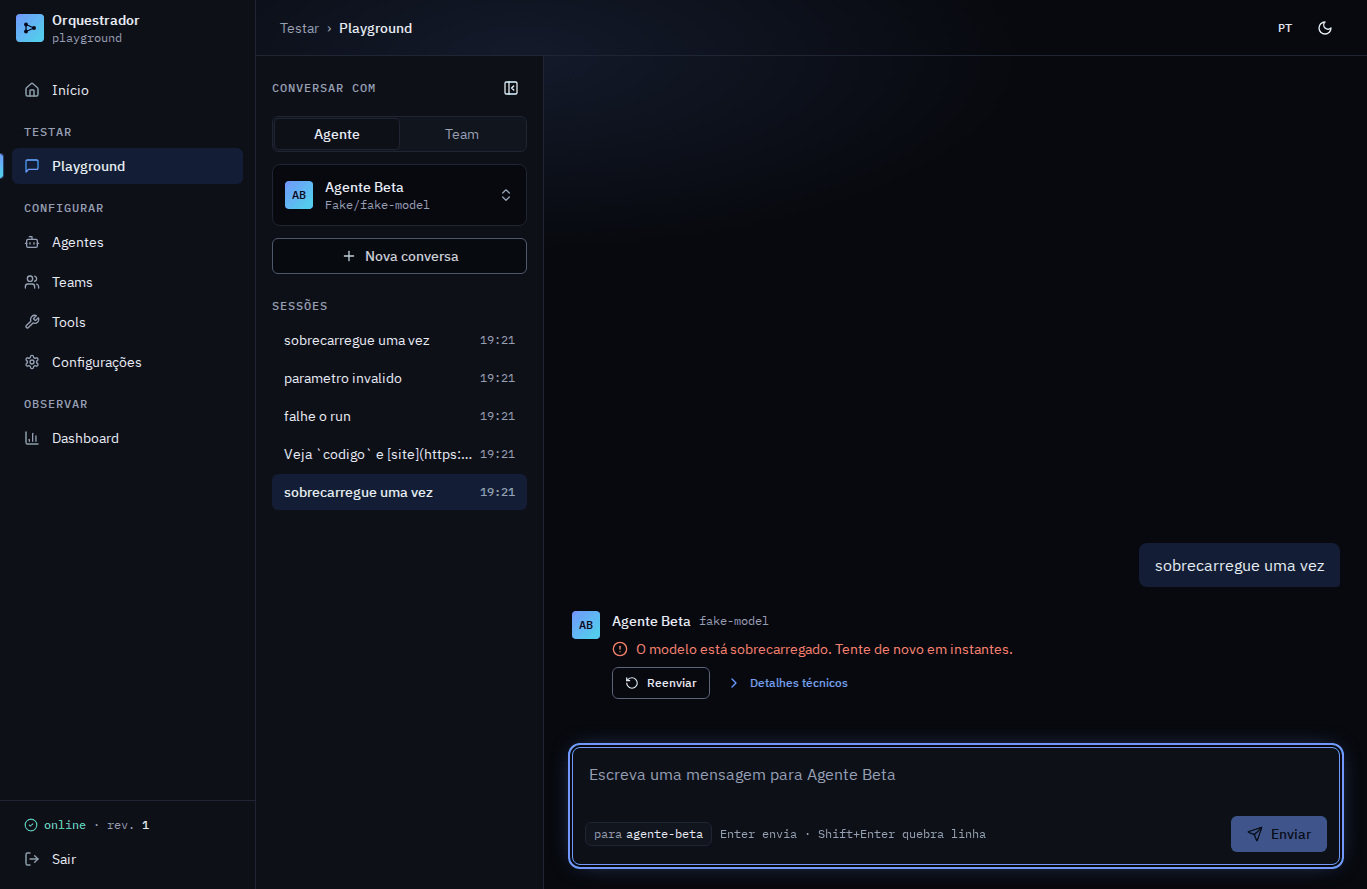 Orquestrador
playground
Início
TESTAR
Playground
CONFIGURAR
Agentes
Teams
Tools
Configurações
OBSERVAR
Dashboard
online · rev. 1
Sair
Testar › Playground
PT
CONVERSAR COM
Agente Team
AB Agente Beta
Fake/fake-model
Nova conversa
SESSÕES
sobrecarregue uma vez 19:21
parametro invalido 19:21
falhe o run 19:21
Veja `codigo` e [site](https:... 19:21
sobrecarregue uma vez 19:21
sobrecarregue uma vez
AB Agente Beta fake-model
O modelo está sobrecarregado. Tente de novo em instantes.
Reenviar Detalhes técnicos
Escreva uma mensagem para Agente Beta
para agente-beta Enter envia · Shift+Enter quebra linha Enviar